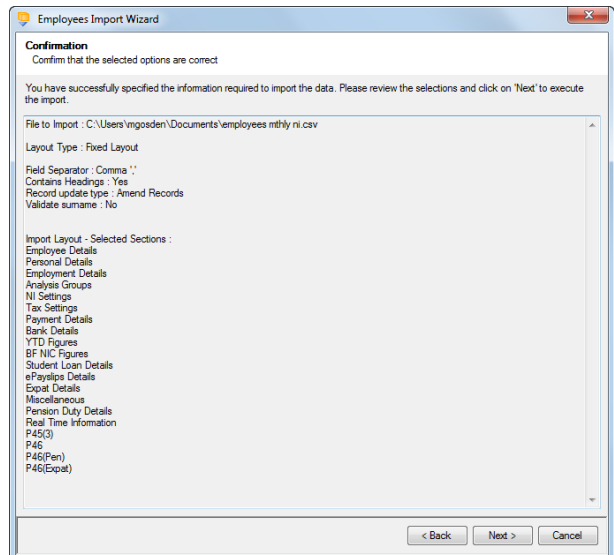 Employees Import Wizard
Confirmation
Comfirm that the selected options are correct
You have successfully specified the information required to import the data. Please review the selections and click on 'Next' to execute
the import.
File to Import : C:\Users\mgosden\Documents\employees mthly ni.csv
Layout Type : Fixed Layout
Field Separator : Comma ','
Contains Headings : Yes
Record update type : Amend Records
Validate surname : No
Import Layout - Selected Sections :
Employee Details
Personal Details
Employment Details
Analysis Groups
NI Settings
Tax Settings
Payment Details
Bank Details
YTD Figures
BF NIC Figures
Student Loan Details
ePayslips Details
Expat Details
Miscellaneous
Pension Duty Details
Real Time Information
P45(3)
P46
P46(Pen)
P46(Expat)
< Back Next > Cancel